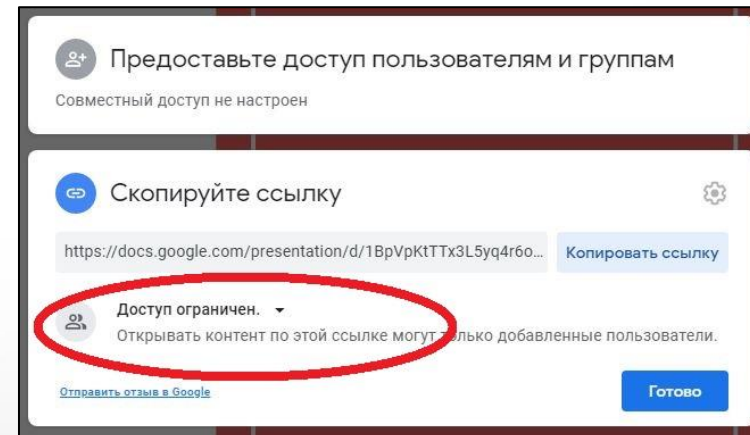 Предоставьте доступ пользователям и группам
Совместный доступ не настроен
Скопируйте ссылку
https://docs.google.com/presentation/d/1BpVpKtTTx3L5yq4r6o...
Копировать ссылку
Доступ ограничен.
Открывать контент по этой ссылке могут только добавленные пользователи.
Отправить отзыв в Google
Готово